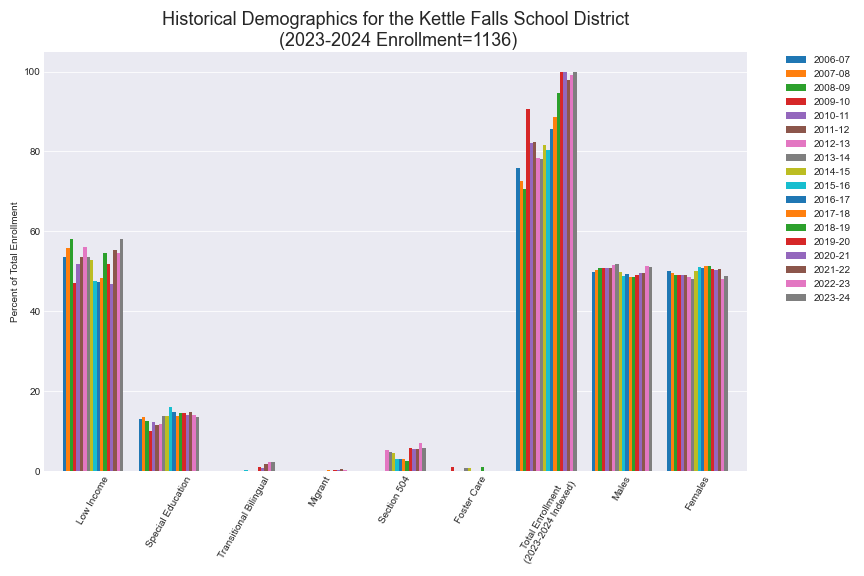 Historical Demographics for the Kettle Falls School District
(2023-2024 Enrollment=1136)
Percent of Total Enrollment
100
80
60
40
20
0
Low Income
Special Education
Transitional Bilingual
Migrant
Section 504
Foster Care
Total Enrollment
(2023-2024 Indexed)
Males
Females
2006-07
2007-08
2008-09
2009-10
2010-11
2011-12
2012-13
2013-14
2014-15
2015-16
2016-17
2017-18
2018-19
2019-20
2020-21
2021-22
2022-23
2023-24